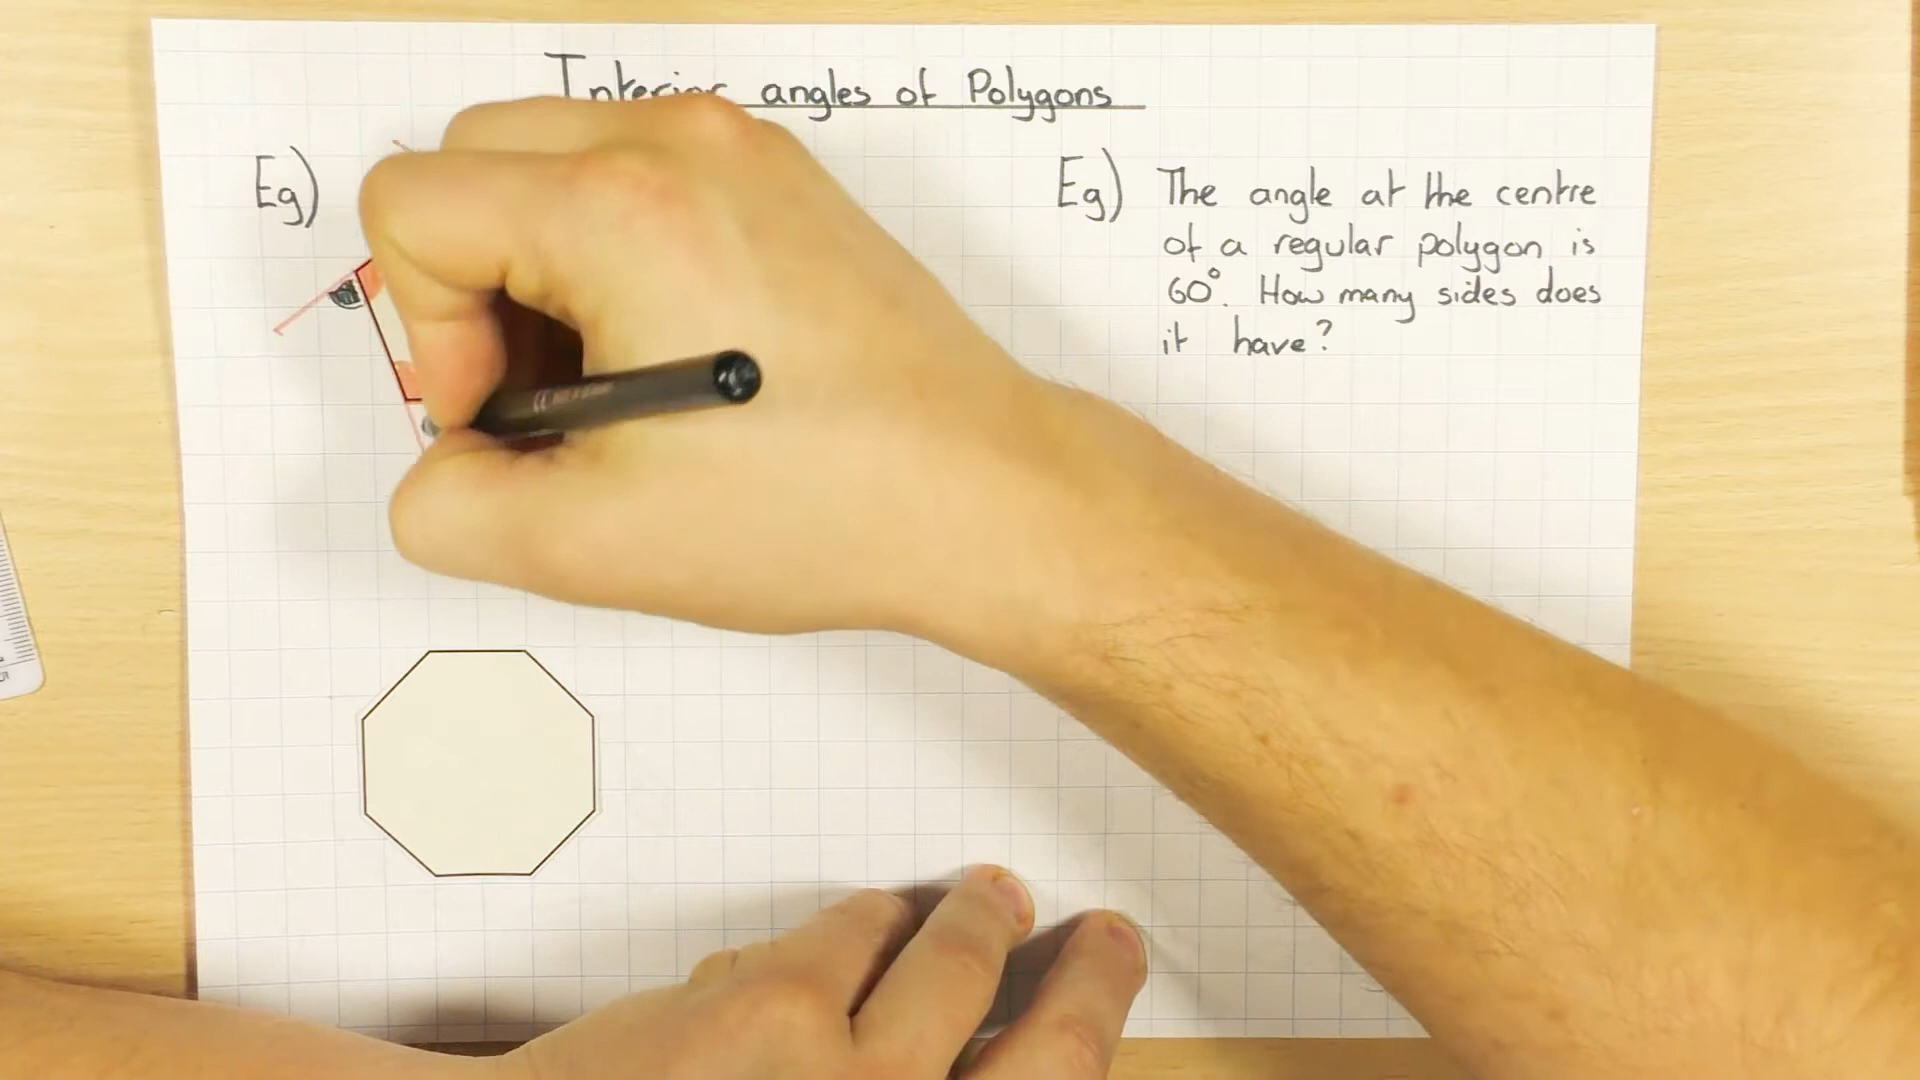 Interior angles of Polygons
Eg)
Eg) The angle at the centre
of a regular polygon is
60°. How many sides does
it have?